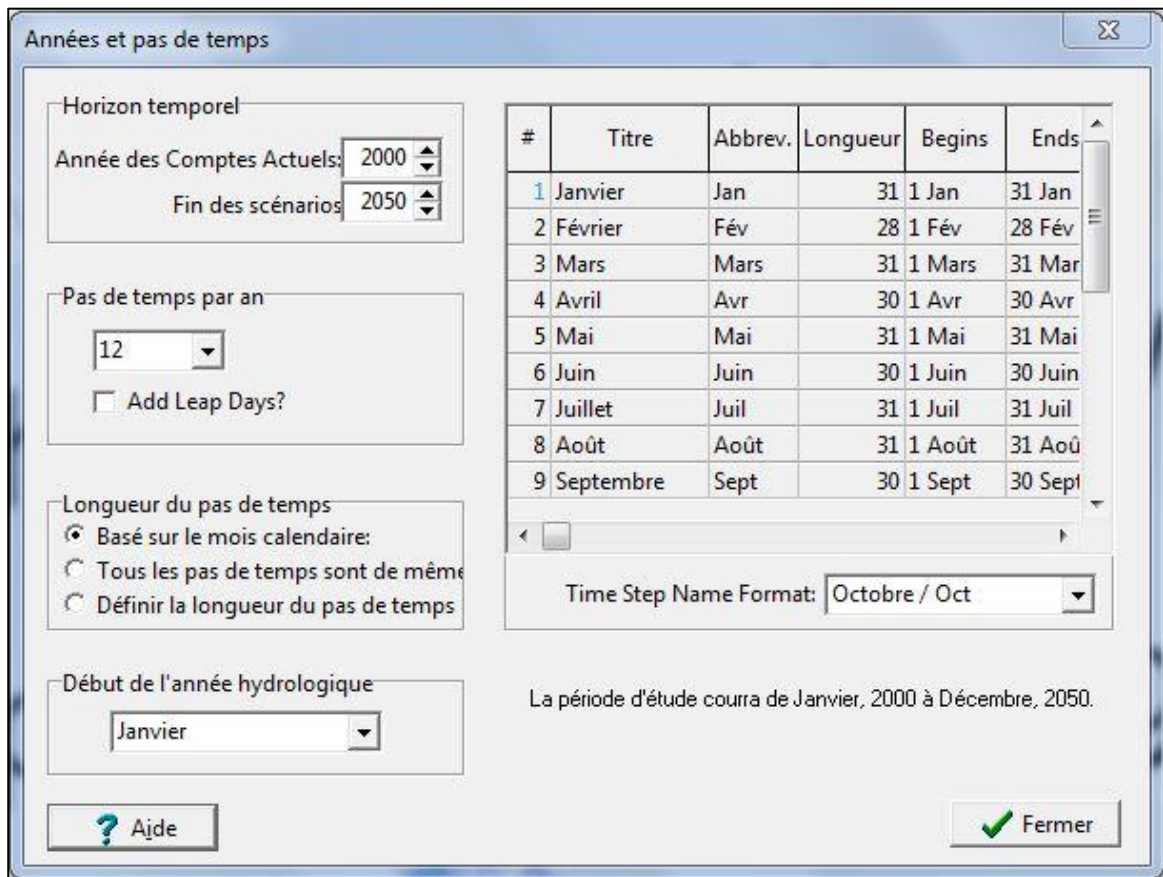 Années et pas de temps
Horizon temporel
Année des Comptes Actuels: 2000
Fin des scénarios 2050
Pas de temps par an
12
Add Leap Days?
Longueur du pas de temps
Basé sur le mois calendaire:
Tous les pas de temps sont de même
Définir la longueur du pas de temps
Début de l'année hydrologique
Janvier
? Aide
# Titre Abbrev. Longueur Begins Ends
1 Janvier Jan 31 1 Jan 31 Jan
2 Février Fév 28 1 Fév 28 Fév
3 Mars Mars 31 1 Mars 31 Mar
4 Avril Avr 30 1 Avr 30 Avr
5 Mai Mai 31 1 Mai 31 Mai
6 Juin Juin 30 1 Juin 30 Juin
7 Juillet Juil 31 1 Juil 31 Juil
8 Août Août 31 1 Août 31 Aoû
9 Septembre Sept 30 1 Sept 30 Sept
Time Step Name Format: Octobre / Oct
La période d'étude courra de Janvier, 2000 à Décembre, 2050.
Fermer